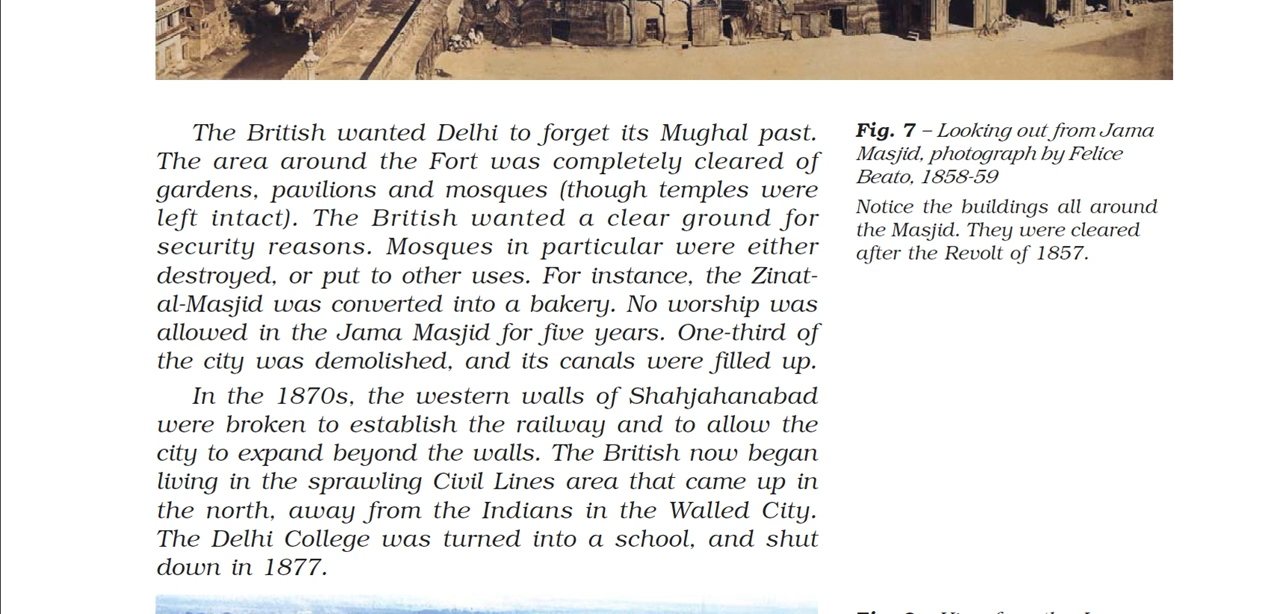 The British wanted Delhi to forget its Mughal past.
The area around the Fort was completely cleared of
gardens, pavilions and mosques (though temples were
left intact). The British wanted a clear ground for
security reasons. Mosques in particular were either
destroyed, or put to other uses. For instance, the Zinat-
al-Masjid was converted into a bakery. No worship was
allowed in the Jama Masjid for five years. One-third of
the city was demolished, and its canals were filled up.
In the 1870s, the western walls of Shahjahanabad
were broken to establish the railway and to allow the
city to expand beyond the walls. The British now began
living in the sprawling Civil Lines area that came up in
the north, away from the Indians in the Walled City.
The Delhi College was turned into a school, and shut
down in 1877.
Fig. 7 – Looking out from Jama
Masjid, photograph by Felice
Beato, 1858-59
Notice the buildings all around
the Masjid. They were cleared
after the Revolt of 1857.